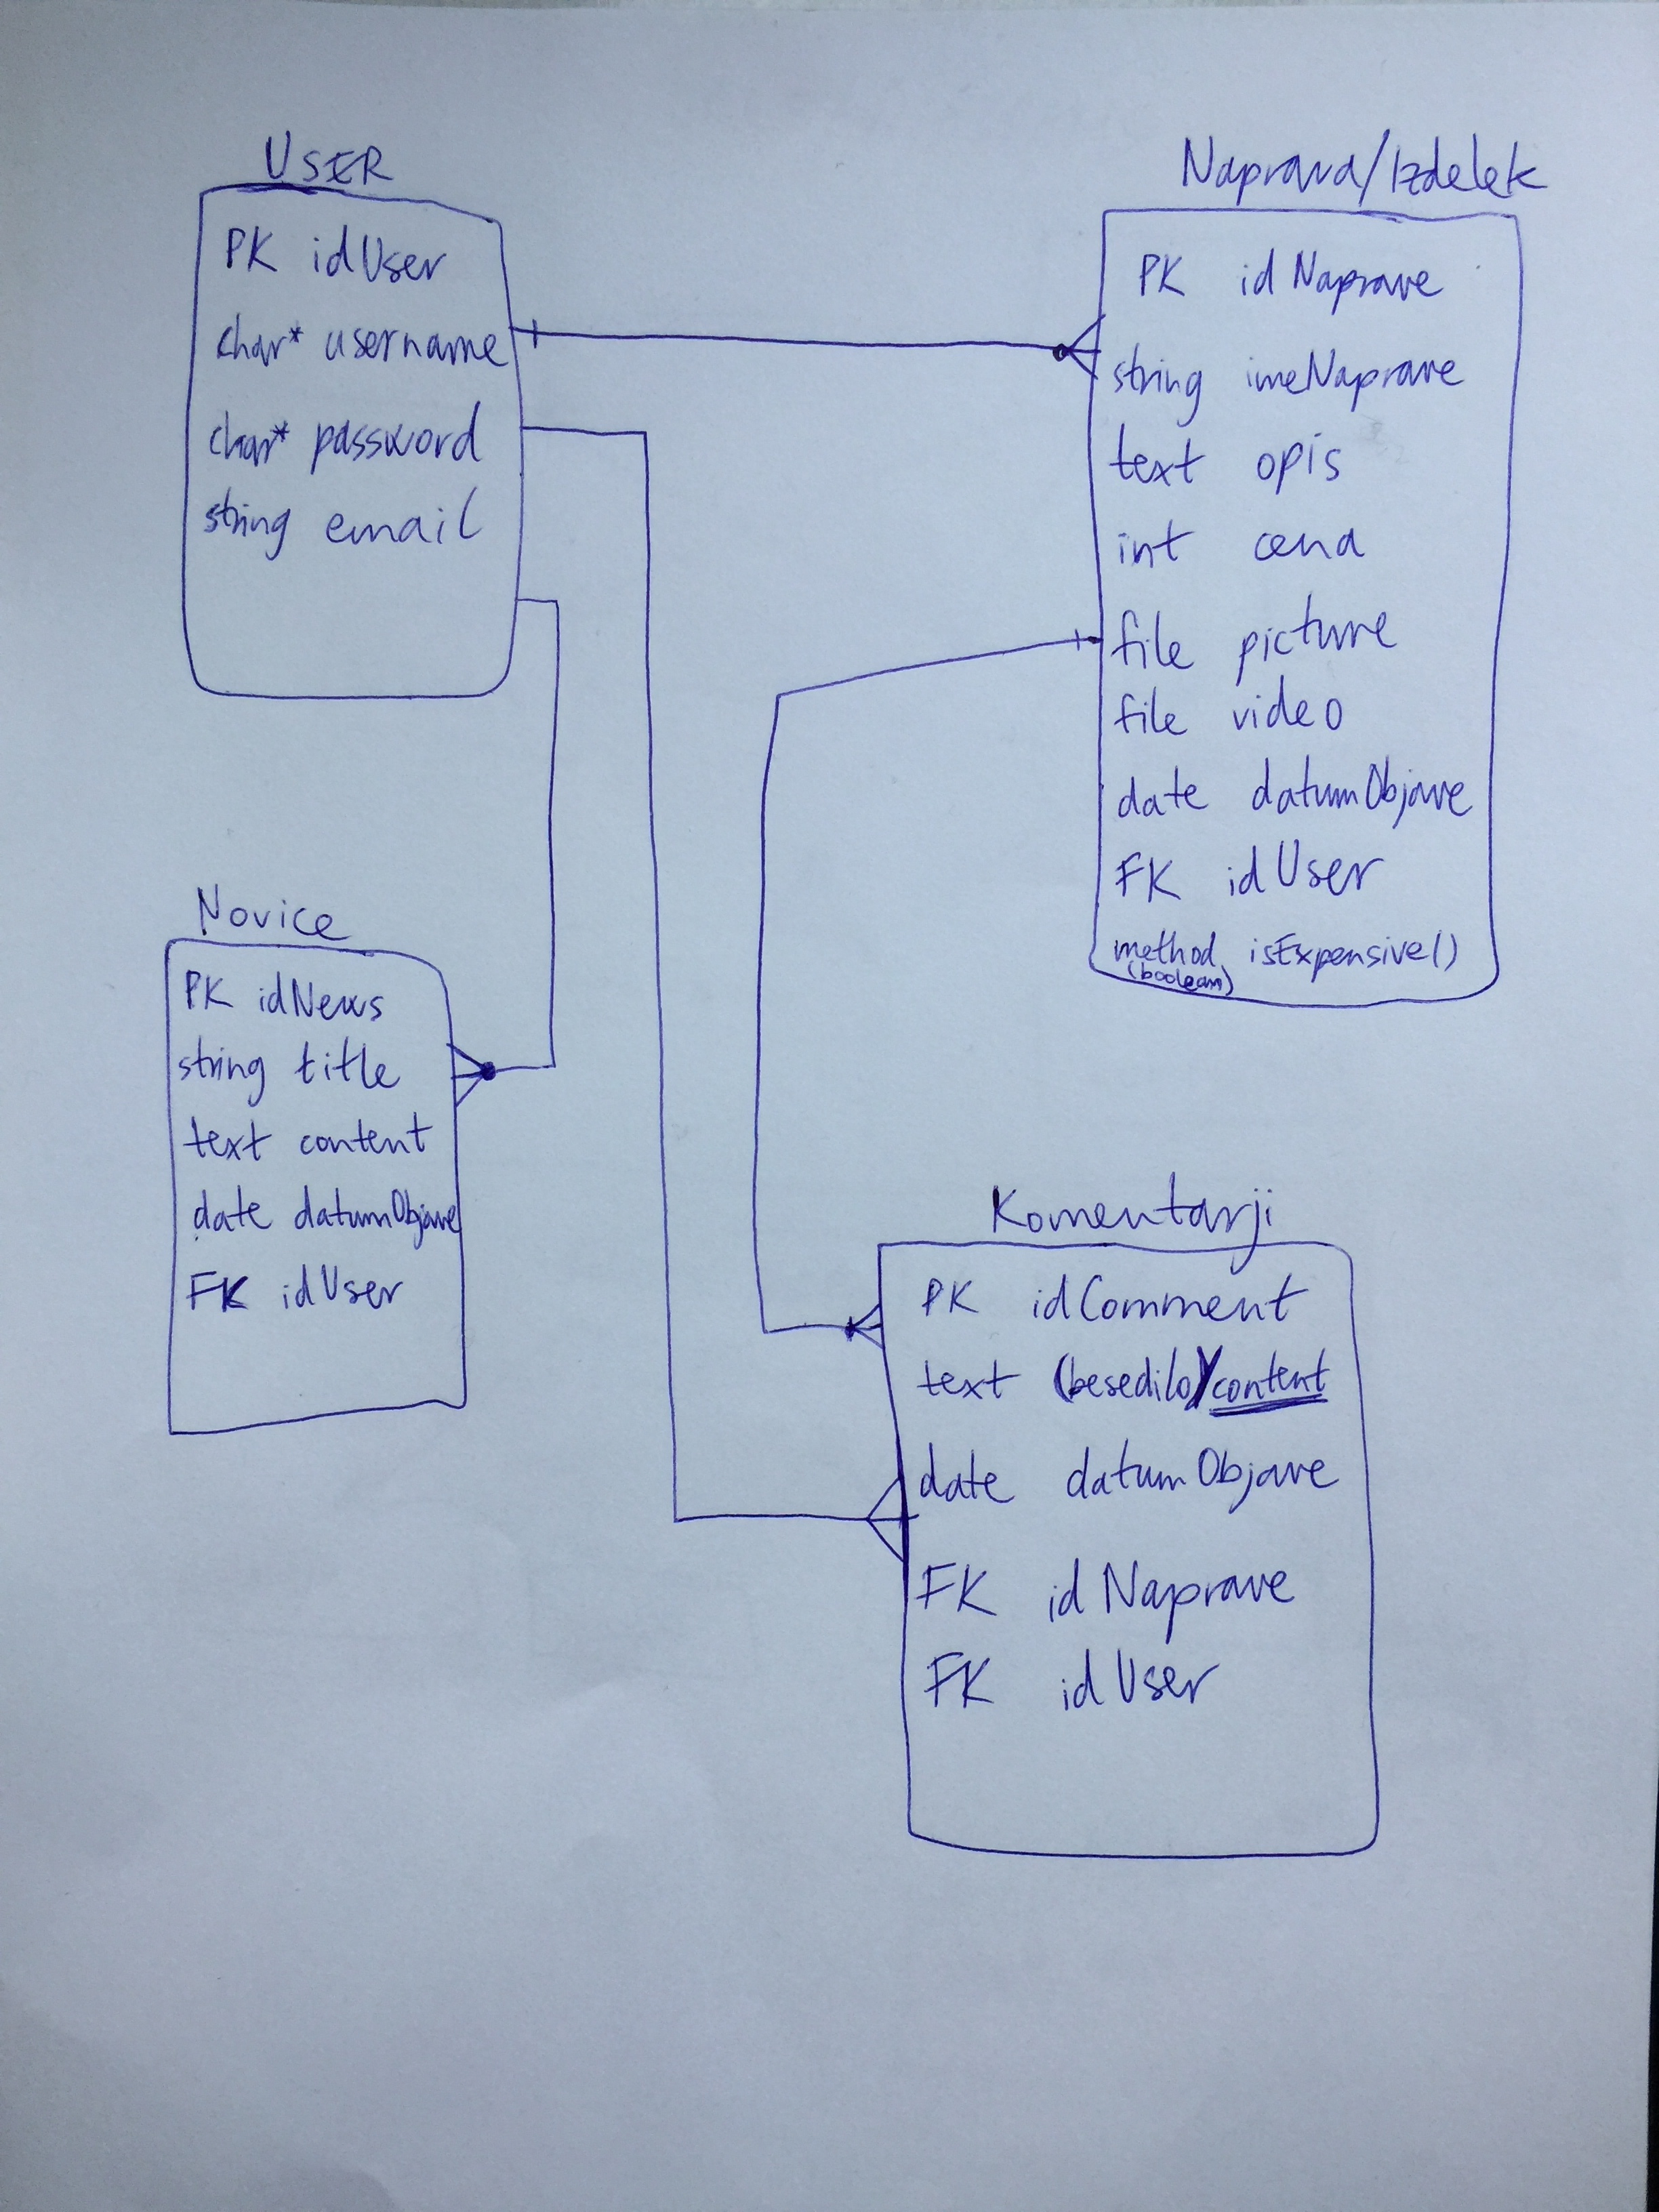 USER
PK idUser
char* username
char* password
string email
Naprava/Izdelek
PK idNaprave
string imeNaprave
text opis
int cena
file picture
file video
date datumObjave
FK idUser
method isExpensive()
(boolean)
Novice
PK idNews
string title
text content
date datumObjave
FK idUser
Komentarji
PK idComment
text (besedilo) content
date datumObjave
FK idNaprave
FK idUser